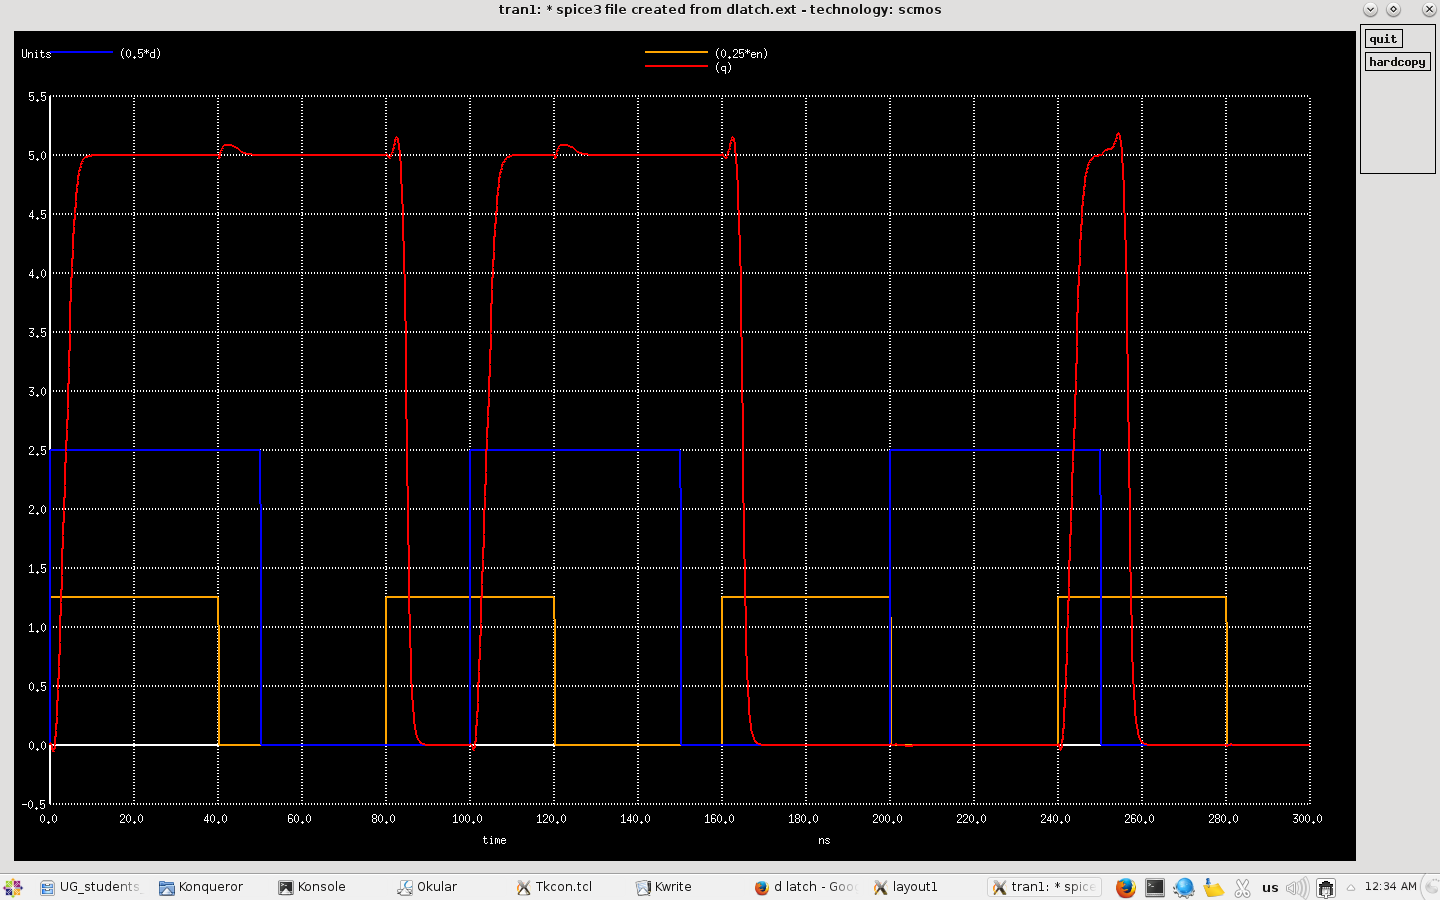 tran1: * spice3 file created from dlatch.ext - technology: scmos
quit
hardcopy
Units (0.5*d) (0.25*en)
(q)
5.5
5.0
4.5
4.0
3.5
3.0
2.5
2.0
1.5
1.0
0.5
0.0
-0.5
0.0 20.0 40.0 60.0 80.0 100.0 120.0 140.0 160.0 180.0 200.0 220.0 240.0 260.0 280.0 300.0
time ns
UG_students_ Konqueror Konsole Okular Tkcon.tcl Kwrite d latch - Goo layout1 tran1: * spice us 12:34 AM